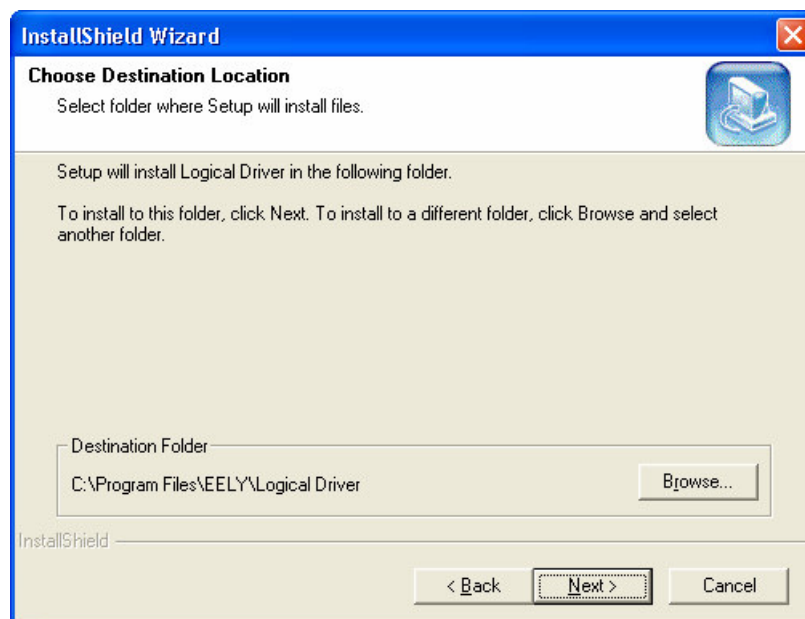 InstallShield Wizard
Choose Destination Location
Select folder where Setup will install files.
Setup will install Logical Driver in the following folder.
To install to this folder, click Next. To install to a different folder, click Browse and select
another folder.
Destination Folder
C:\Program Files\EELY\Logical Driver
Browse...
InstallShield
< Back
Next >
Cancel